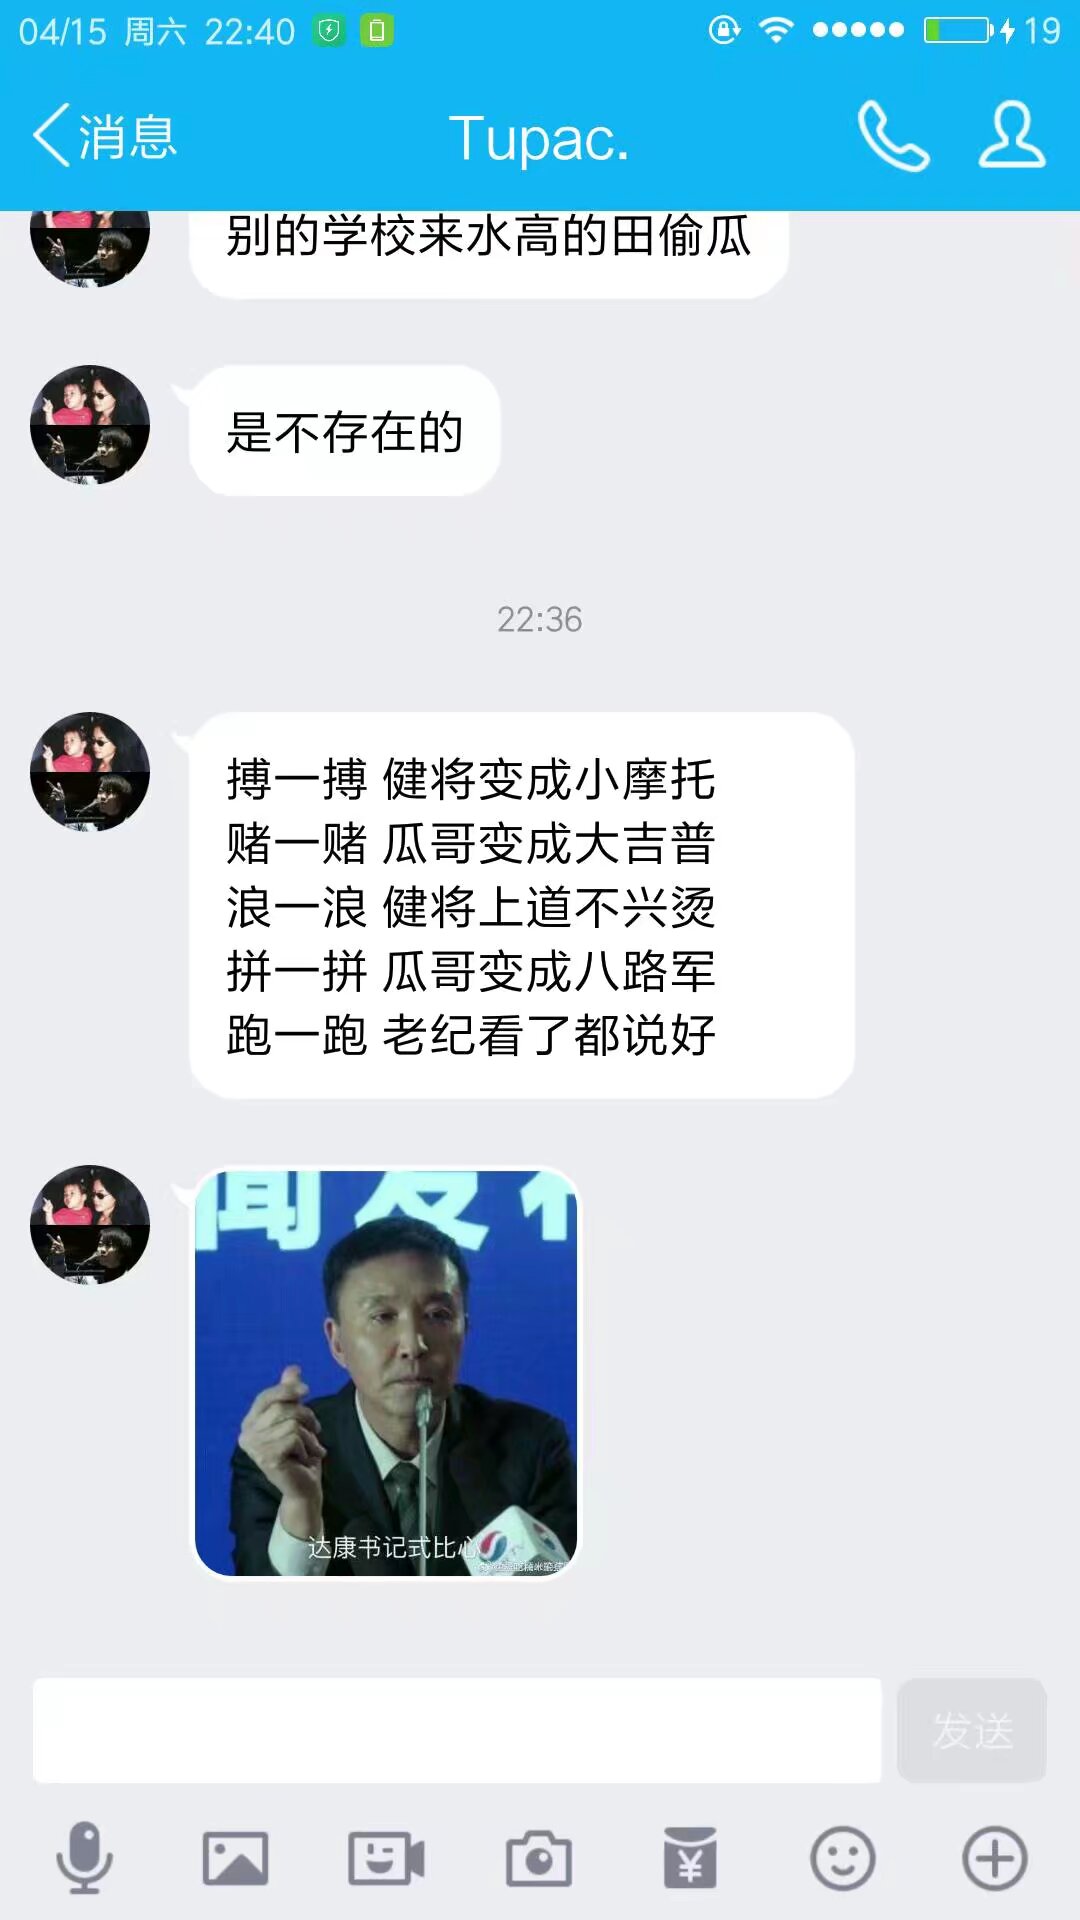 04/15 周六 22:40
19
消息
Tupac.
别的学校来水高的田偷瓜
是不存在的
22:36
搏一搏 健将变成小摩托
赌一赌 瓜哥变成大吉普
浪一浪 健将上道不兴烫
拼一拼 瓜哥变成八路军
跑一跑 老纪看了都说好
闻发布
达康书记式比心
发送